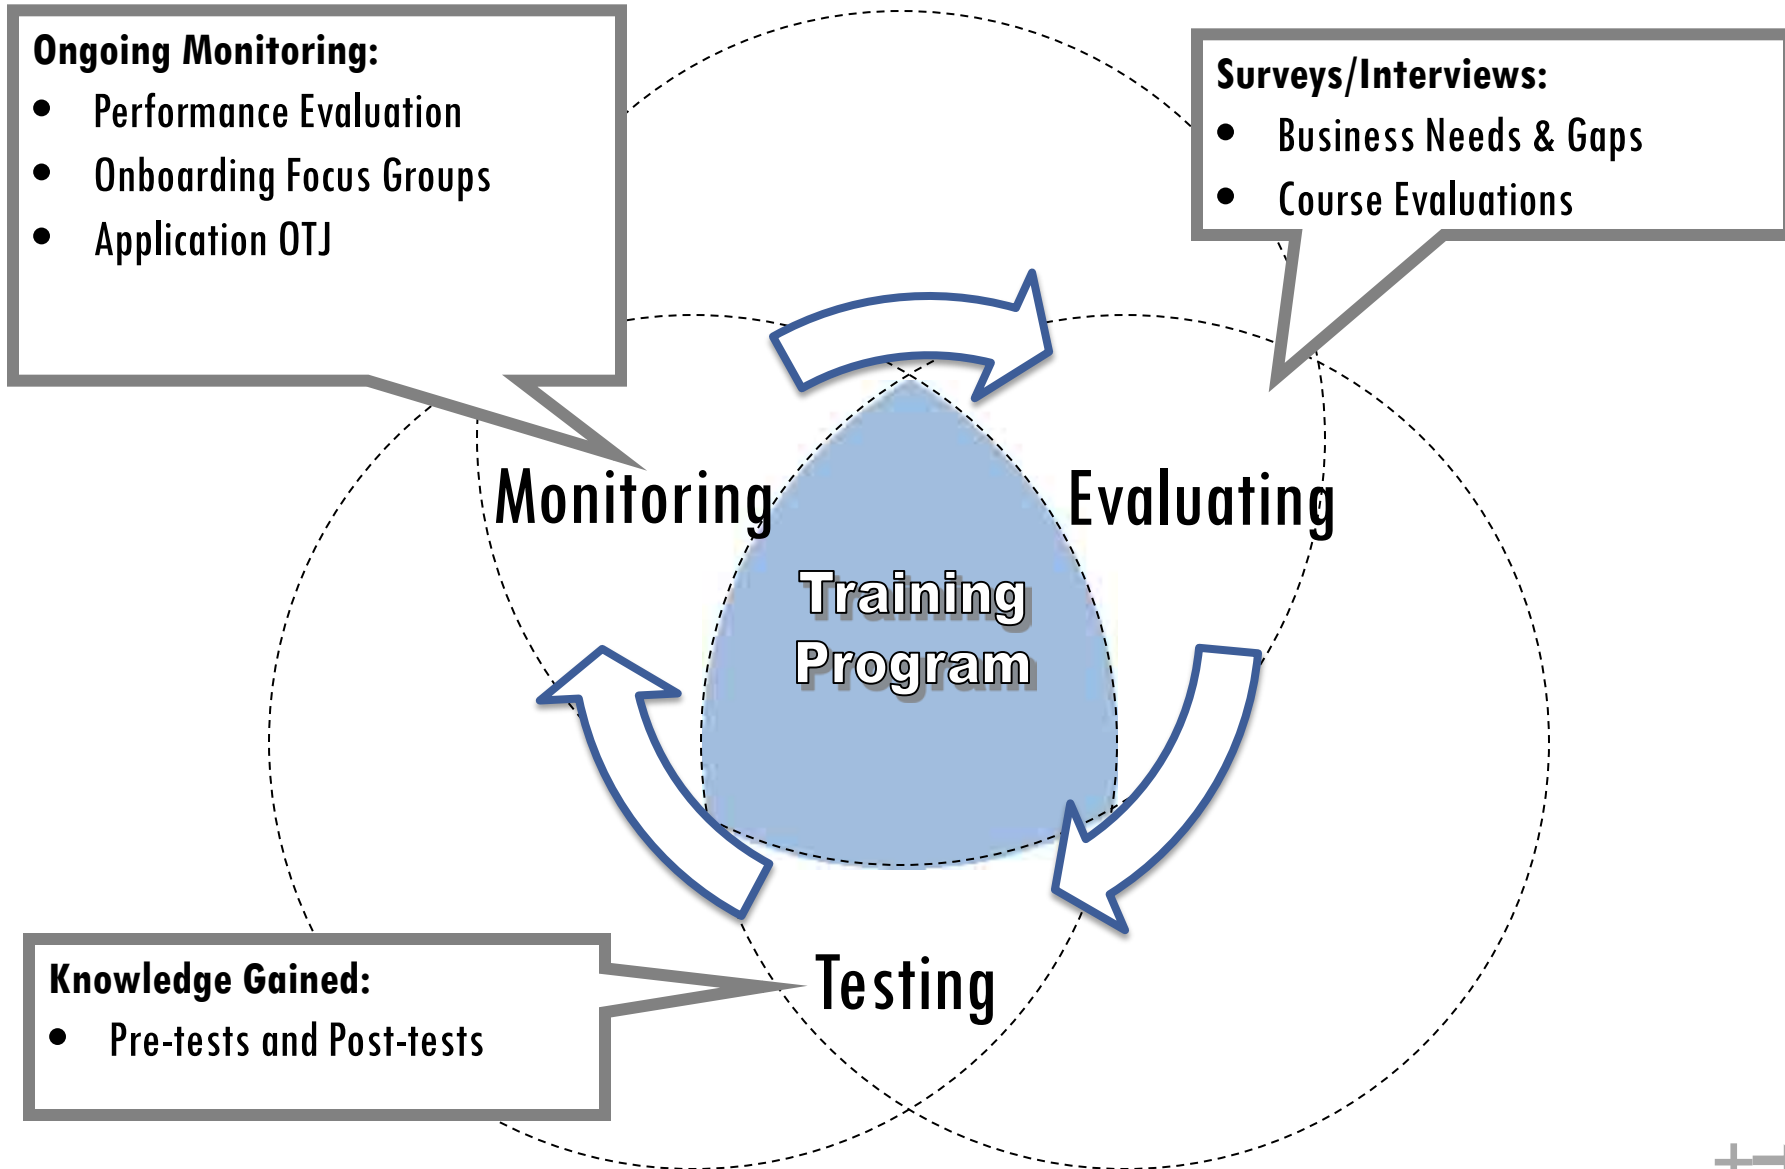 Ongoing Monitoring:
• Performance Evaluation
• Onboarding Focus Groups
• Application OTJ
Surveys/Interviews:
• Business Needs & Gaps
• Course Evaluations
Monitoring
Evaluating
Training
Program
Testing
Knowledge Gained:
• Pre-tests and Post-tests